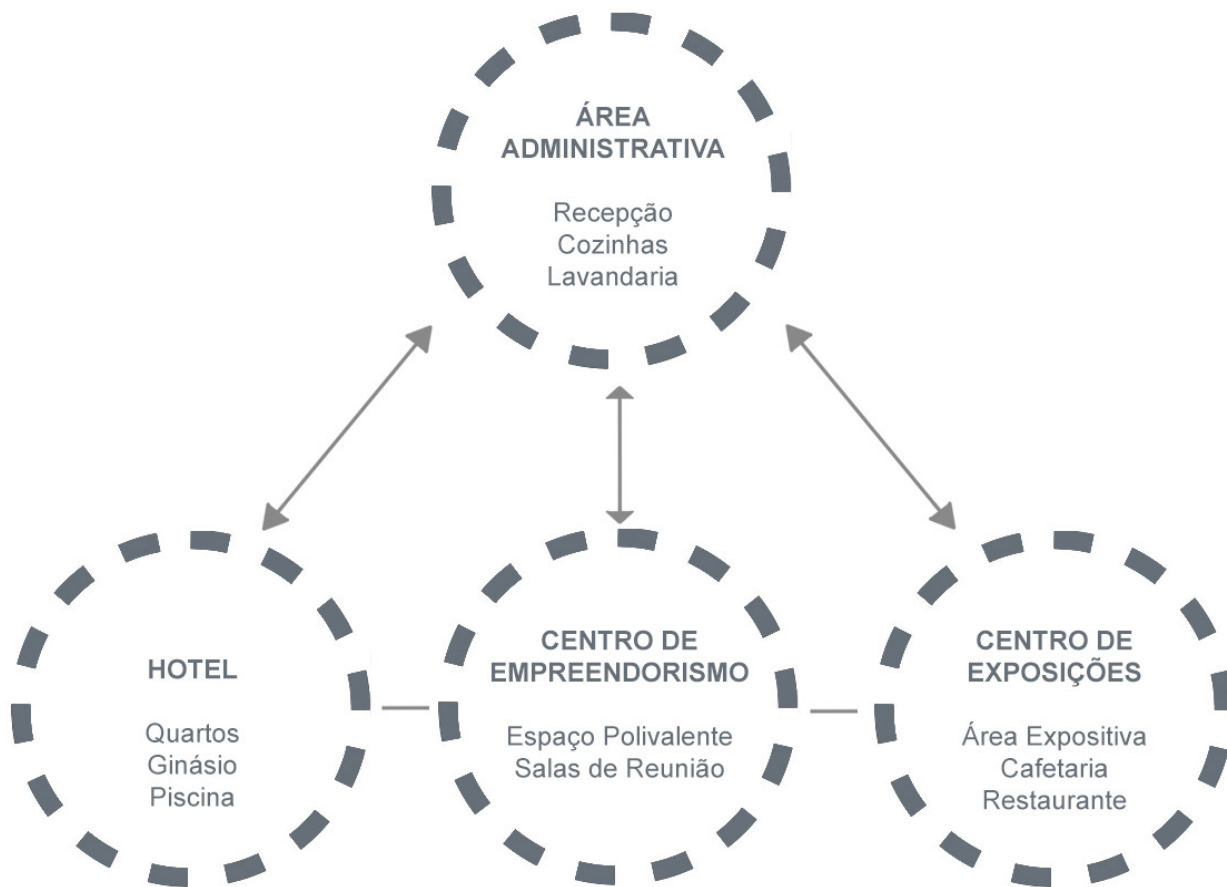 ÁREA
ADMINISTRATIVA
Recepção
Cozinhas
Lavandaria
HOTEL
Quartos
Ginásio
Piscina
CENTRO DE
EMPREENDORISMO
Espaço Polivalente
Salas de Reunião
CENTRO DE
EXPOSIÇÕES
Área Expositiva
Cafetaria
Restaurante